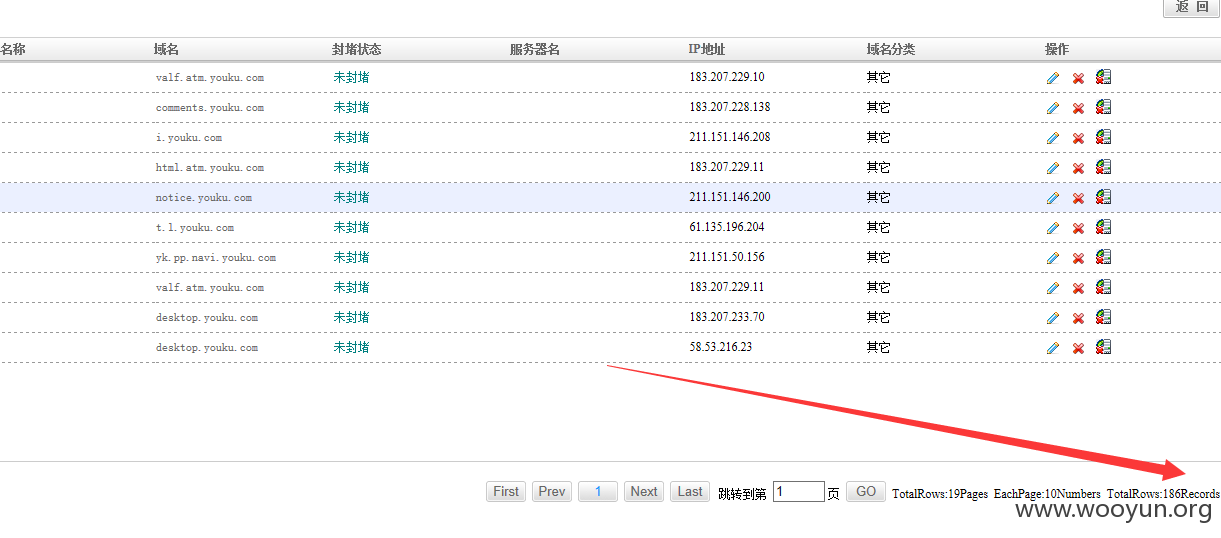 返 回
名称 域名 封堵状态 服务器名 IP地址 域名分类 操作
valf.atm.youku.com 未封堵 183.207.229.10 其它
comments.youku.com 未封堵 183.207.228.138 其它
i.youku.com 未封堵 211.151.146.208 其它
html.atm.youku.com 未封堵 183.207.229.11 其它
notice.youku.com 未封堵 211.151.146.200 其它
t.l.youku.com 未封堵 61.135.196.204 其它
yk.pp.navi.youku.com 未封堵 211.151.50.156 其它
valf.atm.youku.com 未封堵 183.207.229.11 其它
desktop.youku.com 未封堵 183.207.233.70 其它
desktop.youku.com 未封堵 58.53.216.23 其它
First Prev 1 Next Last 跳转到第 1 页 GO TotalRows:19Pages EachPage:10Numbers TotalRows:186Records
www.wooyun.org